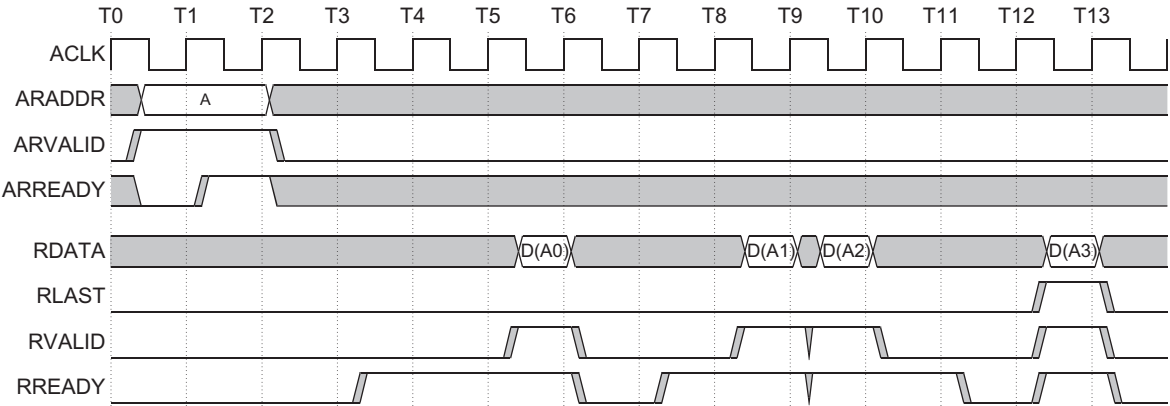 T0 T1 T2 T3 T4 T5 T6 T7 T8 T9 T10 T11 T12 T13
ACLK
ARADDR A
ARVALID
ARREADY
RDATA D(A0) D(A1) D(A2) D(A3)
RLAST
RVALID
RREADY